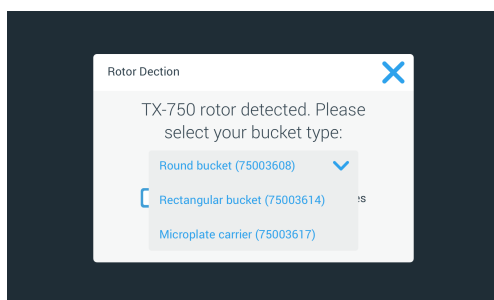 Rotor Dection
TX-750 rotor detected. Please
select your bucket type:
Round bucket (75003608)
Rectangular bucket (75003614)
Microplate carrier (75003617)